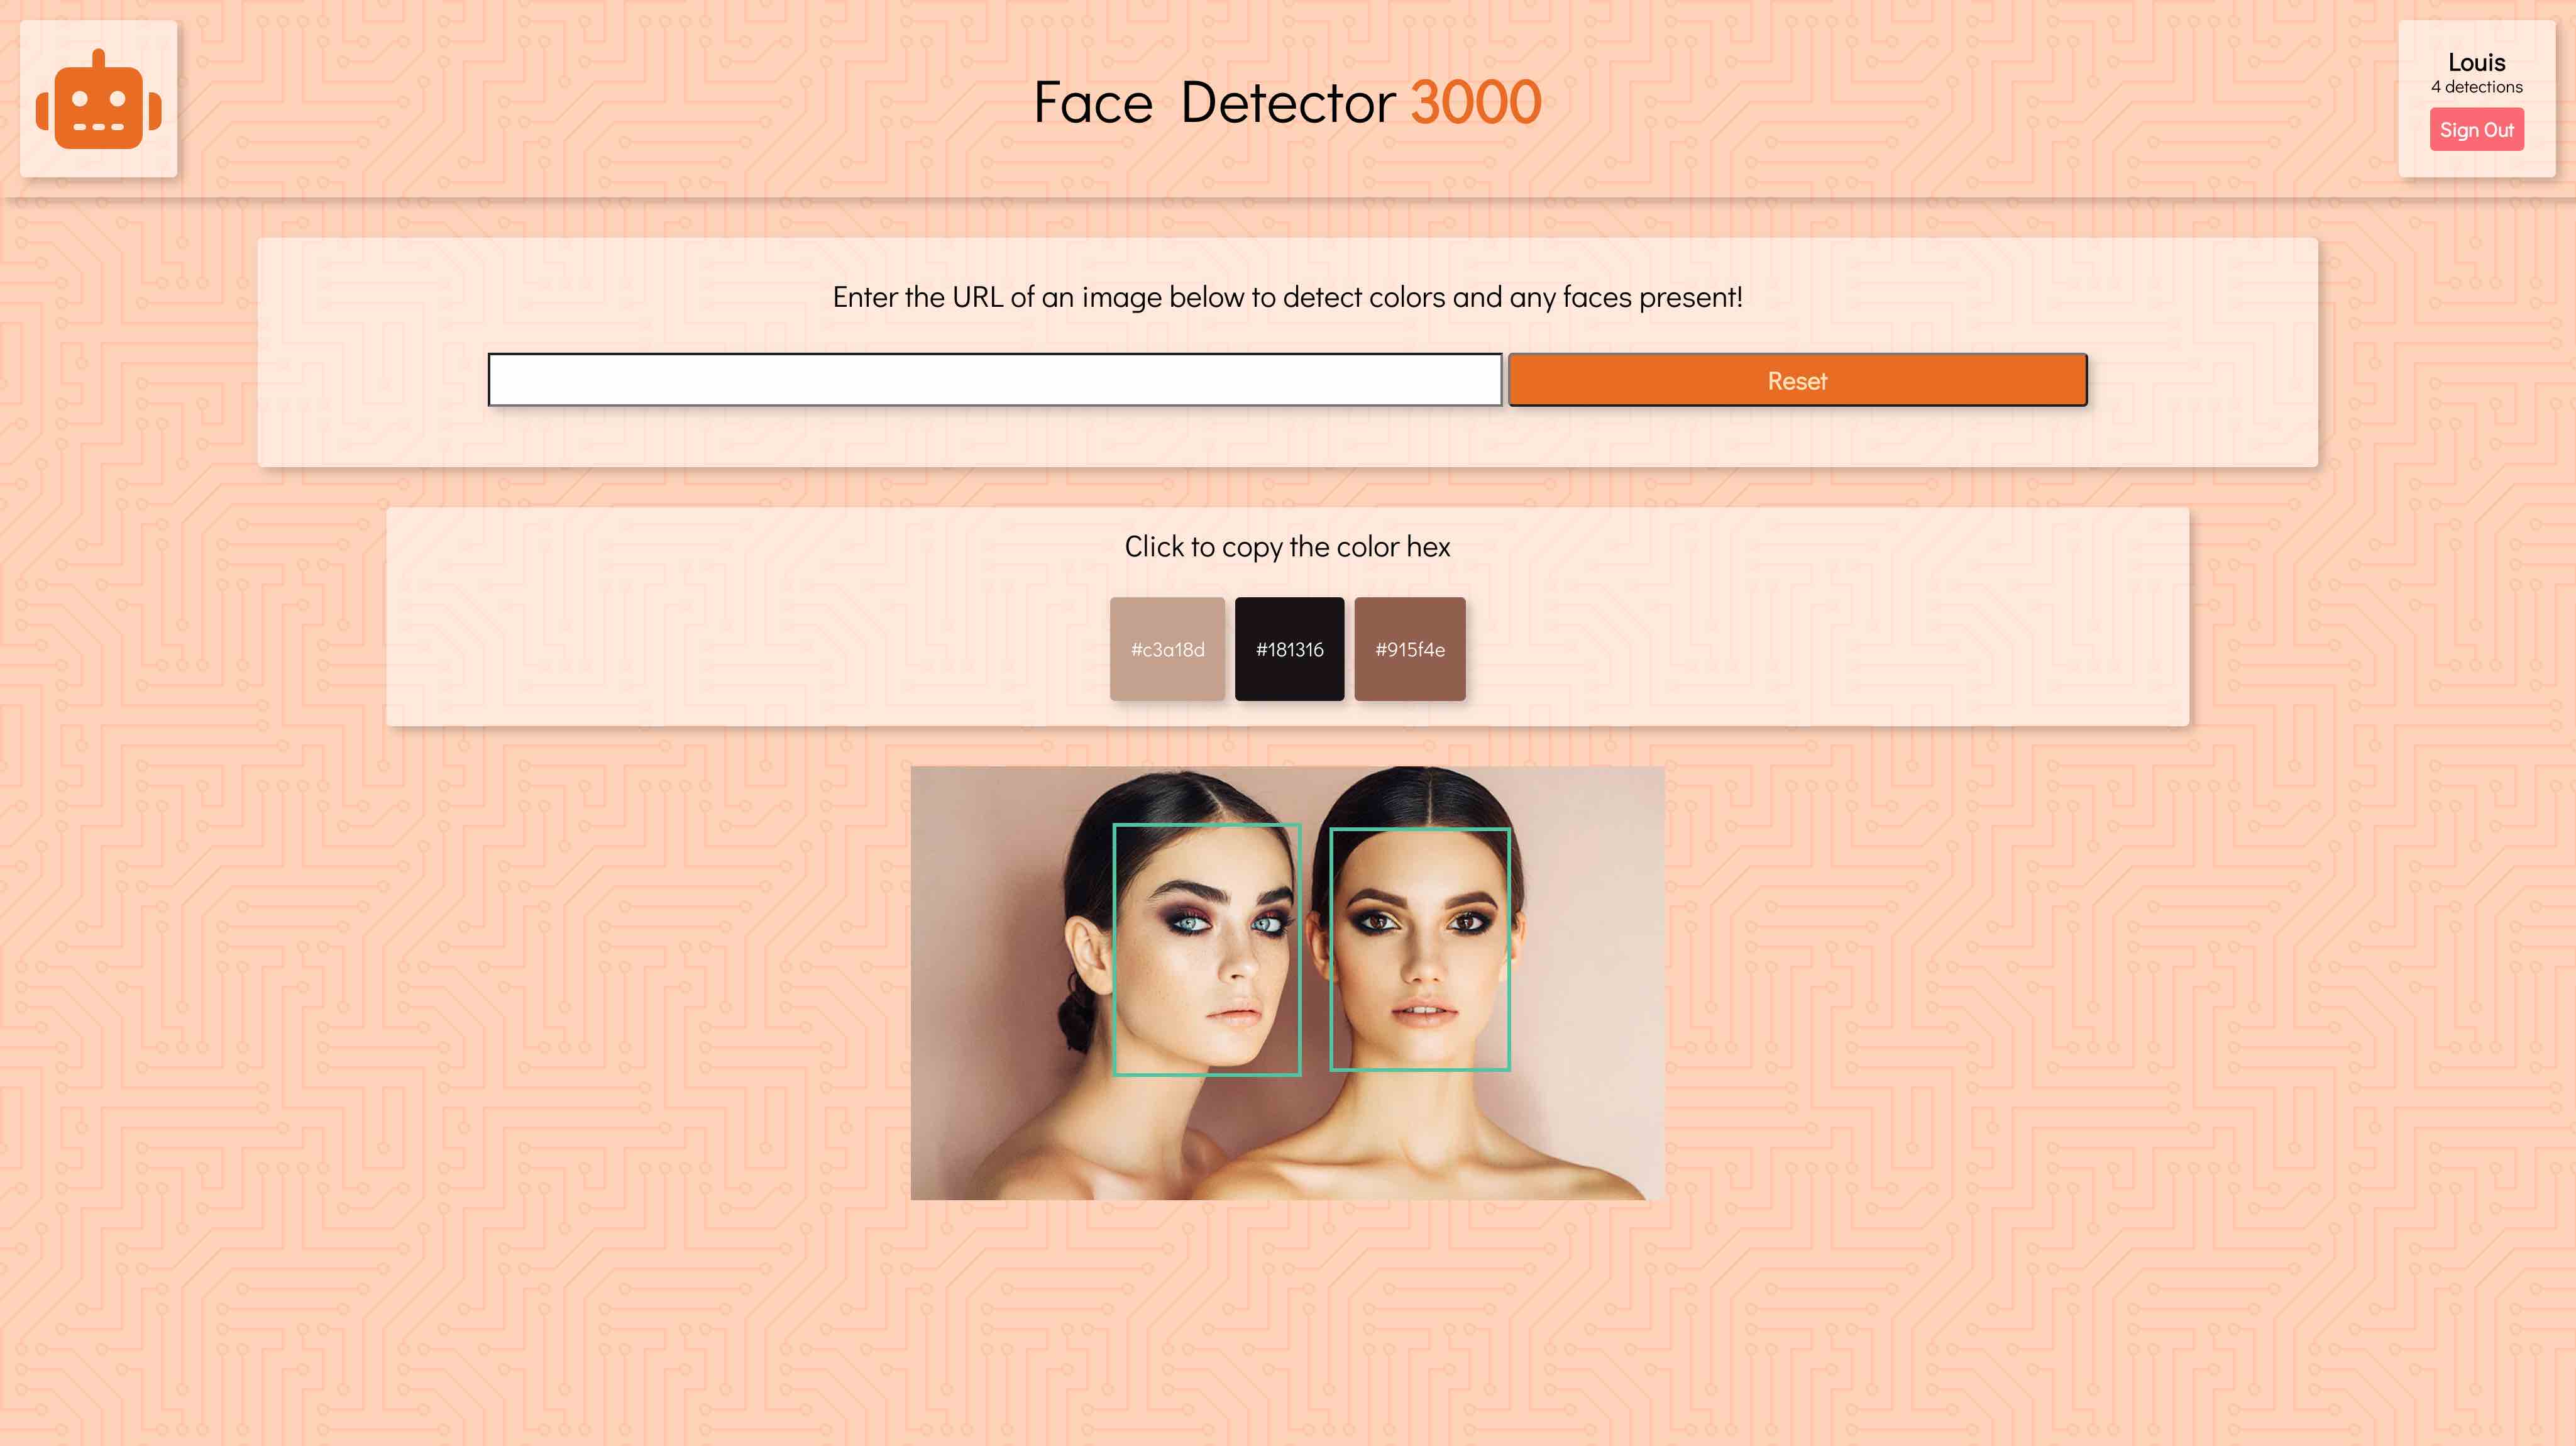 Face Detector 3000
Louis
4 detections
Sign Out
Enter the URL of an image below to detect colors and any faces present!
Reset
Click to copy the color hex
#c3a18d #181316 #915f4e